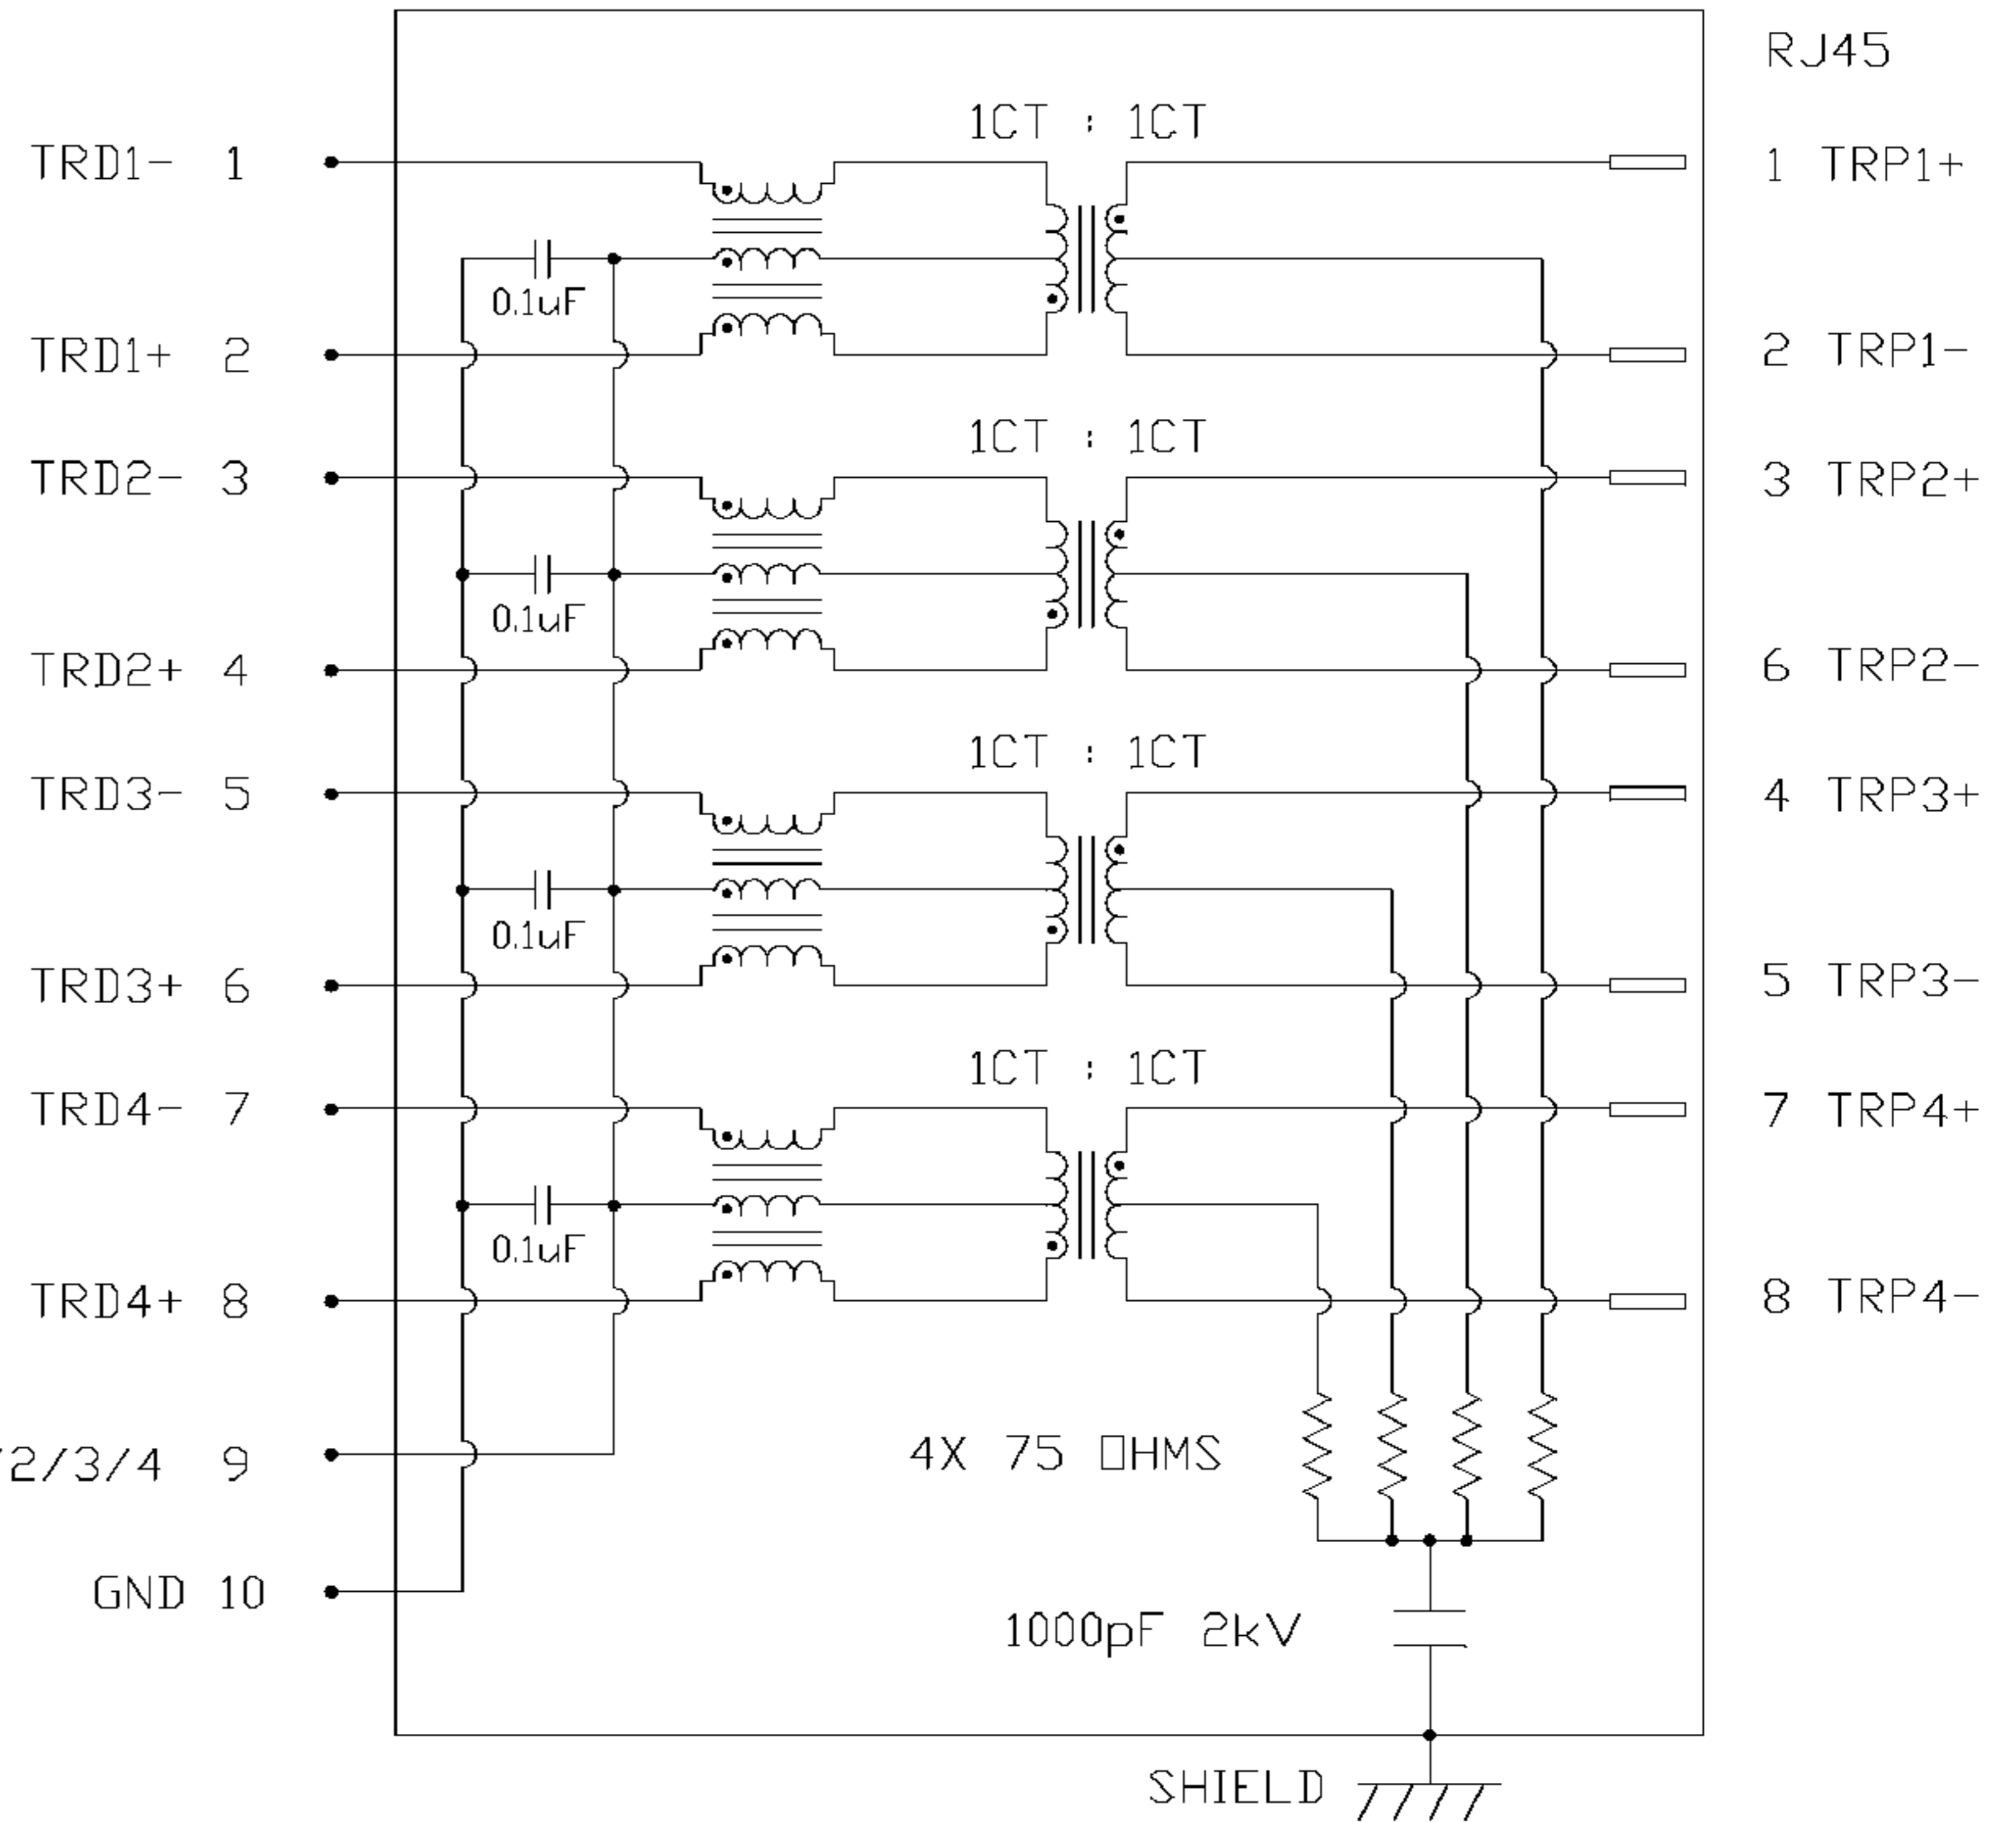 RJ45
1CT : 1CT
TRD1- 1
1 TRP1+
0.1uF
TRD1+ 2
2 TRP1-
1CT : 1CT
TRD2- 3
3 TRP2+
0.1uF
TRD2+ 4
6 TRP2-
1CT : 1CT
TRD3- 5
4 TRP3+
0.1uF
TRD3+ 6
5 TRP3-
1CT : 1CT
TRD4- 7
7 TRP4+
0.1uF
TRD4+ 8
8 TRP4-
/2/3/4 9
4X 75 OHMS
GND 10
1000pF 2kV
SHIELD